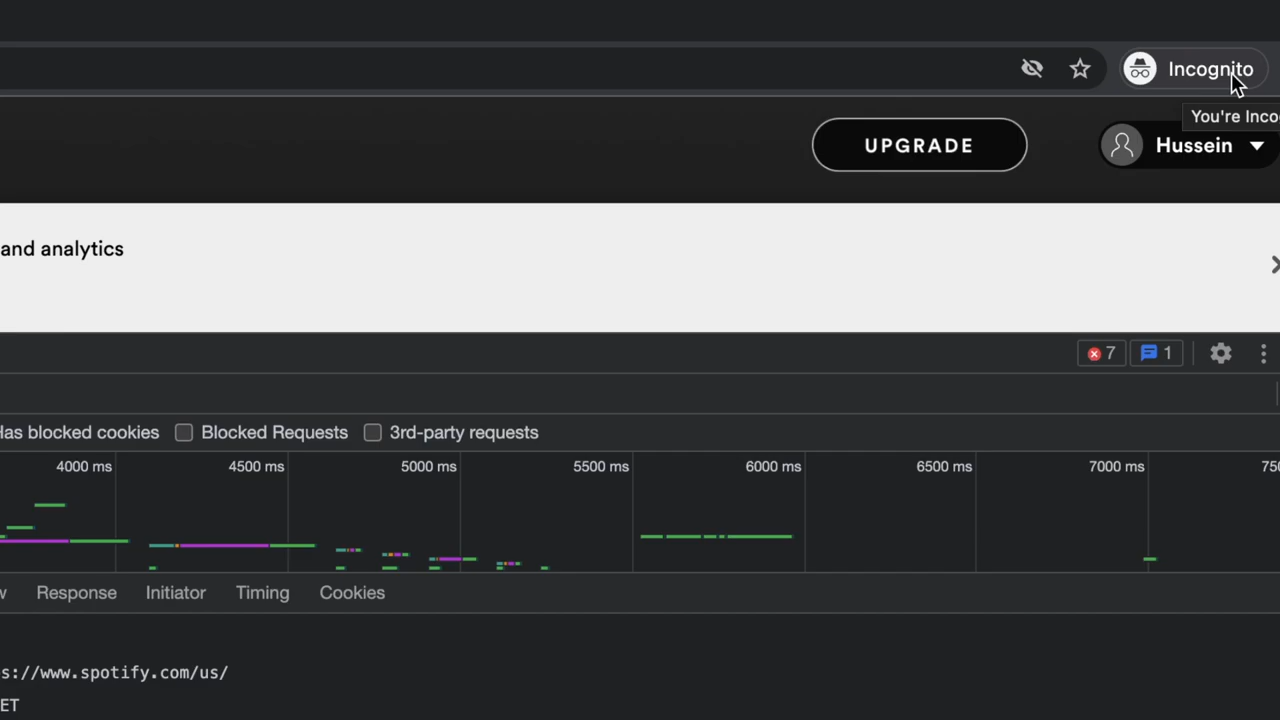 Incognito
You're Inco
UPGRADE
Hussein
and analytics
7
1
Has blocked cookies
Blocked Requests
3rd-party requests
4000 ms
4500 ms
5000 ms
5500 ms
6000 ms
6500 ms
7000 ms
75
w
Response
Initiator
Timing
Cookies
s://www.spotify.com/us/
ET